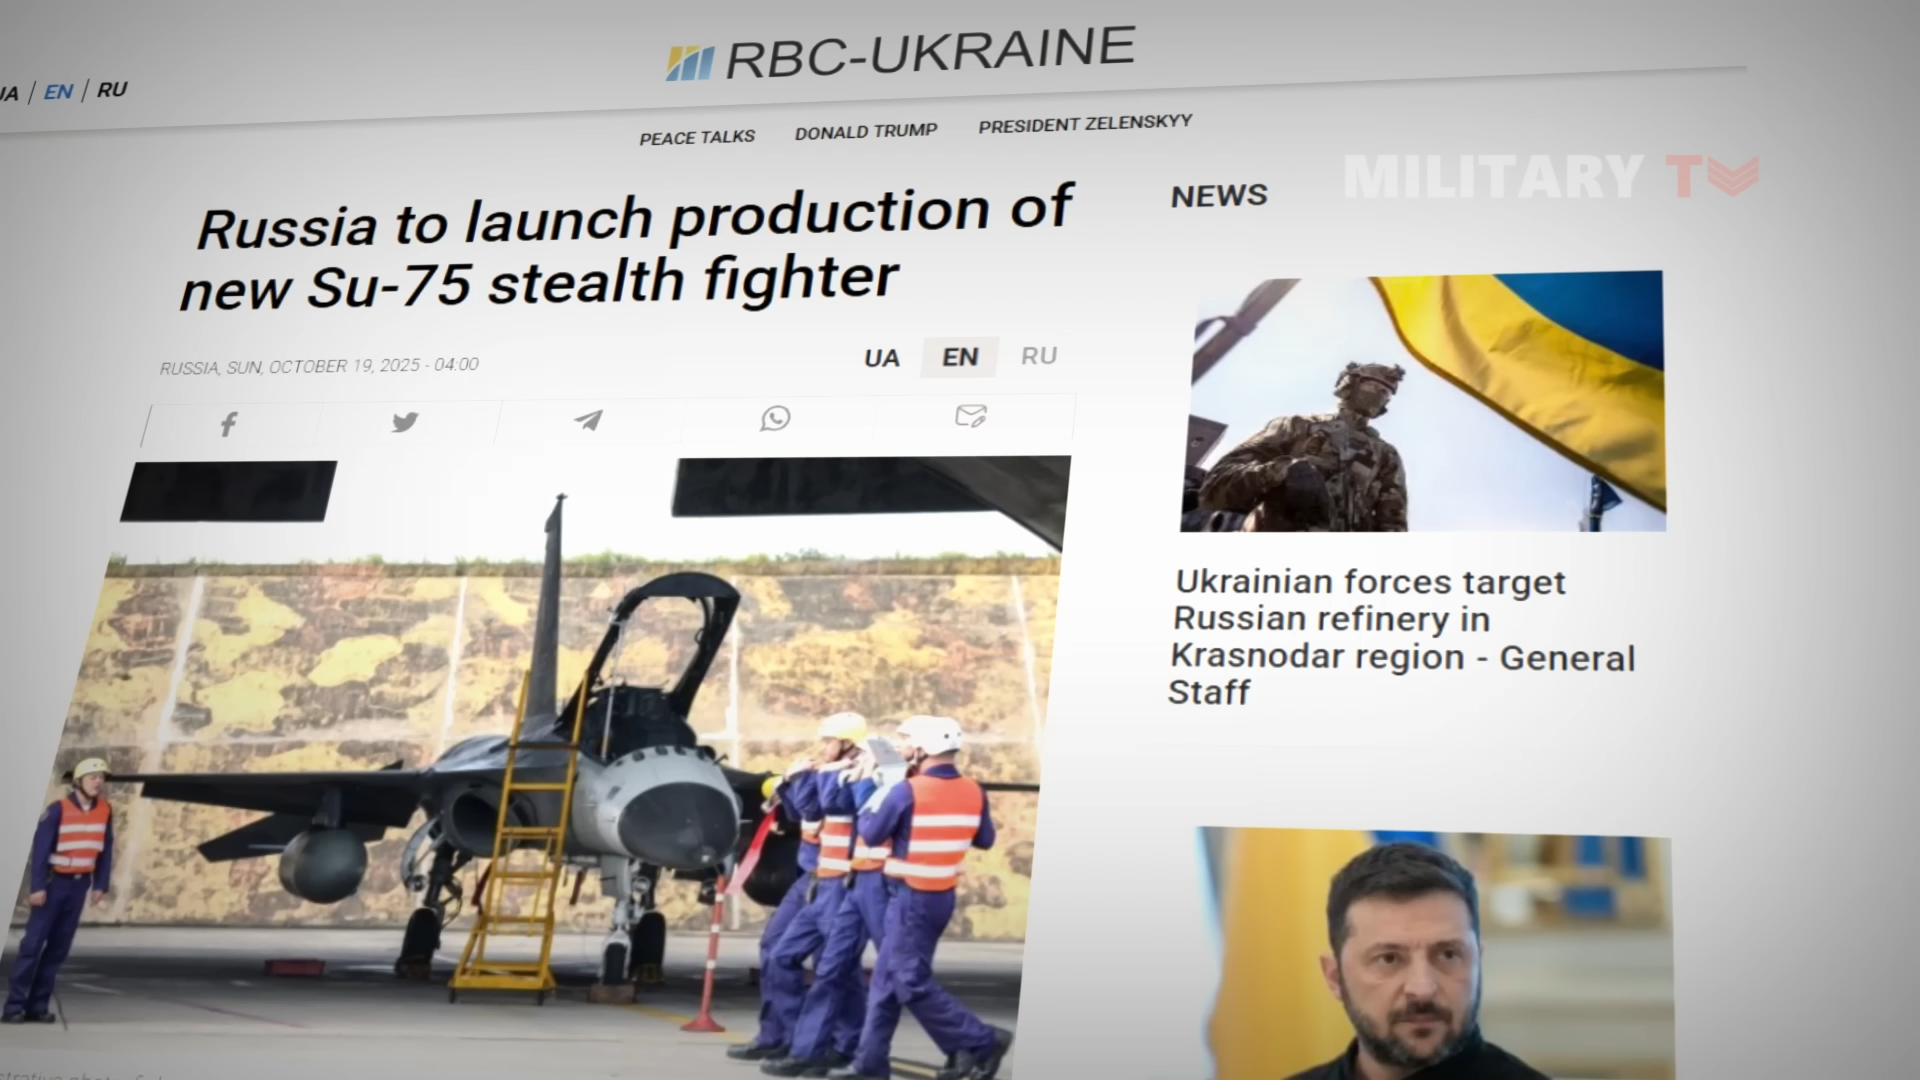 RBC-UKRAINE
/ EN / RU
PEACE TALKS DONALD TRUMP PRESIDENT ZELENSKYY
MILITARY TV
Russia to launch production of
new Su-75 stealth fighter
NEWS
RUSSIA, SUN, OCTOBER 19, 2025 - 04:00
UA EN RU
Ukrainian forces target
Russian refinery in
Krasnodar region - General
Staff